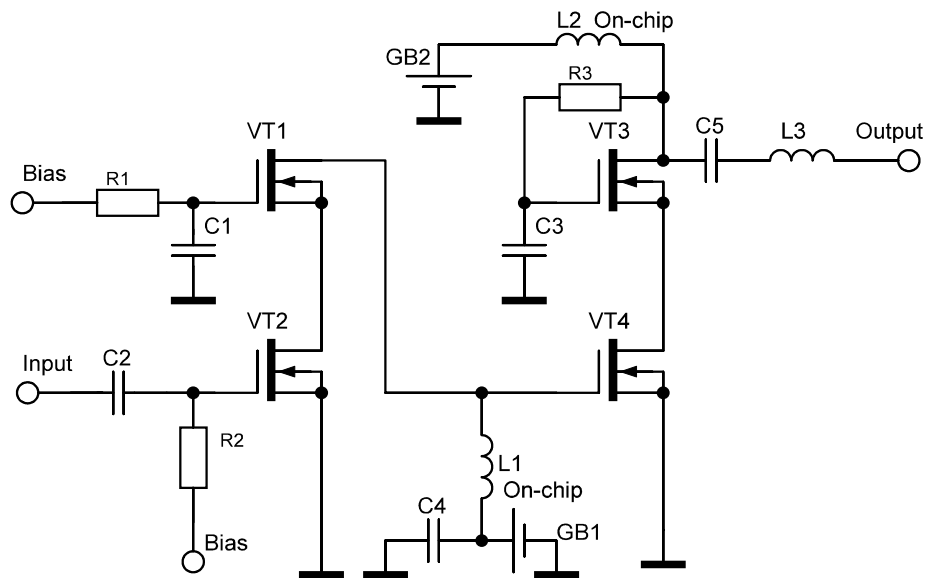 L2 On-chip
GB2
R3
VT1
VT3
C5
L3
Output
Bias
R1
C1
C3
VT2
VT4
Input
C2
R2
L1
On-chip
C4
GB1
Bias